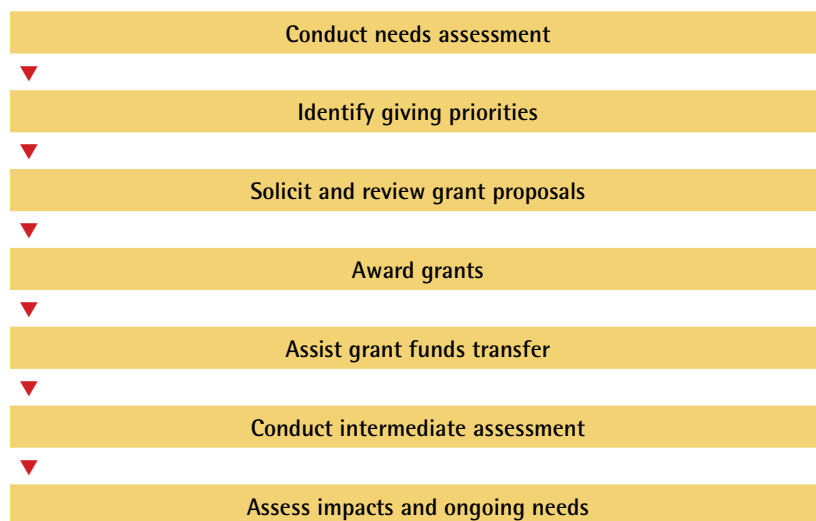 Conduct needs assessment
Identify giving priorities
Solicit and review grant proposals
Award grants
Assist grant funds transfer
Conduct intermediate assessment
Assess impacts and ongoing needs